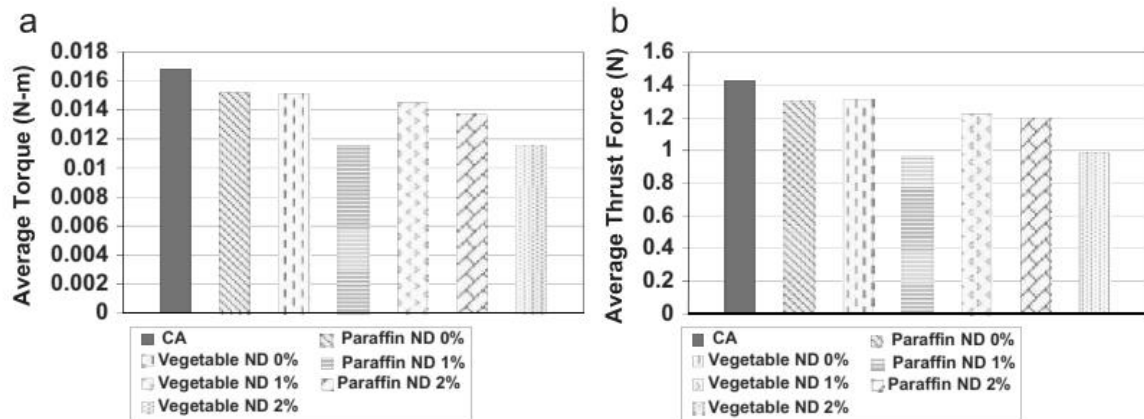 a
Average Torque (N-m)
0.018
0.016
0.014
0.012
0.01
0.008
0.006
0.004
0.002
0
CA
Paraffin ND 0%
Vegetable ND 0%
Paraffin ND 1%
Vegetable ND 1%
Paraffin ND 2%
Vegetable ND 2%
b
Average Thrust Force (N)
1.6
1.4
1.2
1
0.8
0.6
0.4
0.2
0
CA
Paraffin ND 0%
Vegetable ND 0%
Paraffin ND 1%
Vegetable ND 1%
Paraffin ND 2%
Vegetable ND 2%